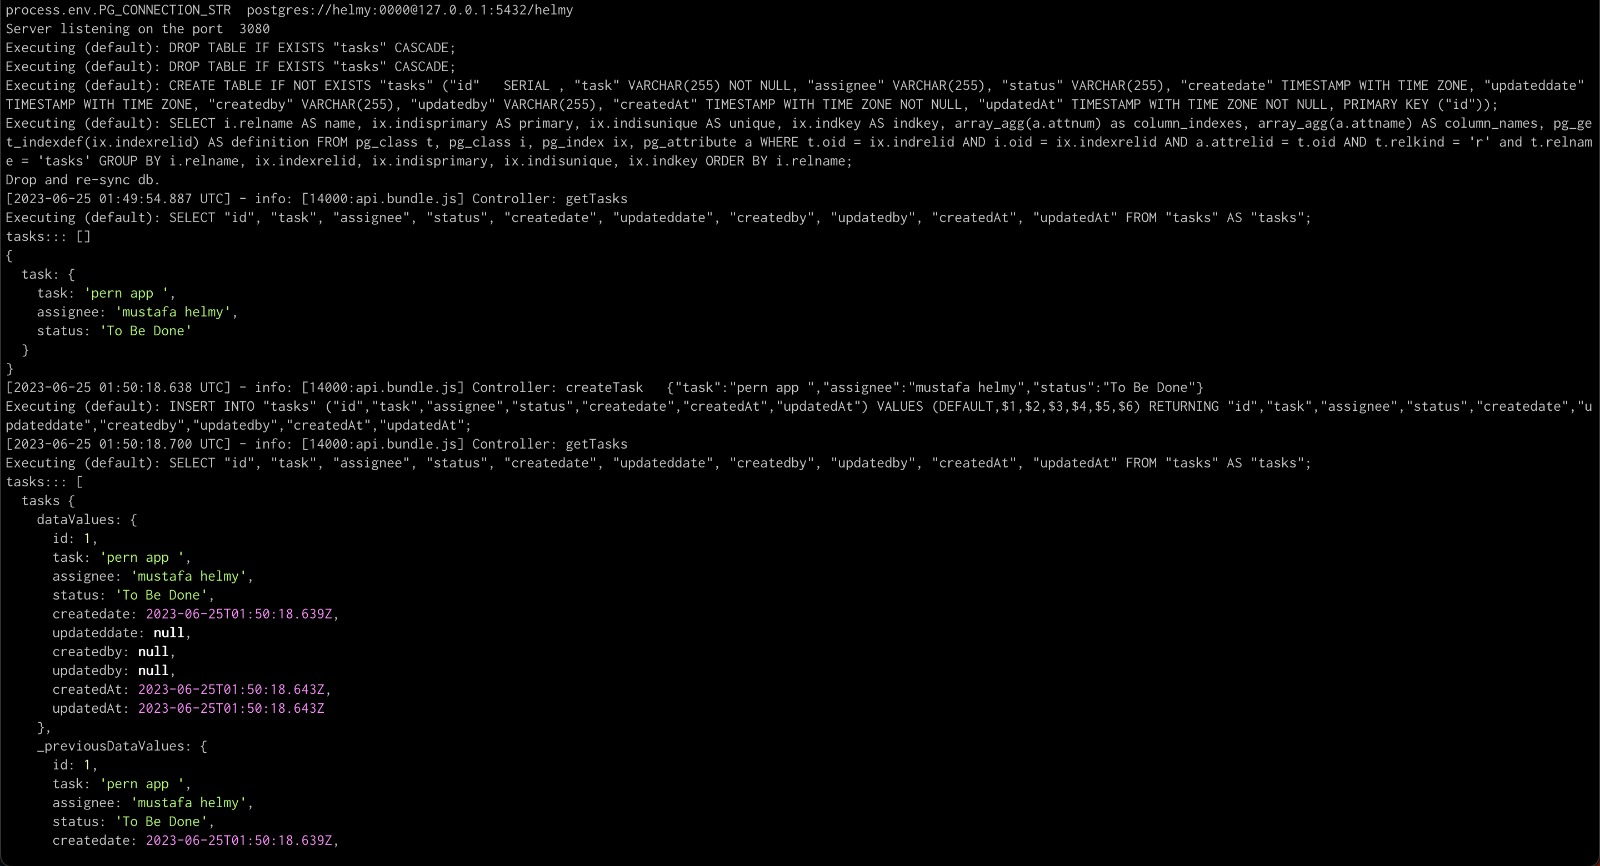 process.env.PG_CONNECTION_STR  postgres://helmy:0000@127.0.0.1:5432/helmy
Server listening on the port  3080
Executing (default): DROP TABLE IF EXISTS "tasks" CASCADE;
Executing (default): DROP TABLE IF EXISTS "tasks" CASCADE;
Executing (default): CREATE TABLE IF NOT EXISTS "tasks" ("id"   SERIAL , "task" VARCHAR(255) NOT NULL, "assignee" VARCHAR(255), "status" VARCHAR(255), "createdate" TIMESTAMP WITH TIME ZONE, "updateddate"
TIMESTAMP WITH TIME ZONE, "createdby" VARCHAR(255), "updatedby" VARCHAR(255), "createdAt" TIMESTAMP WITH TIME ZONE NOT NULL, "updatedAt" TIMESTAMP WITH TIME ZONE NOT NULL, PRIMARY KEY ("id"));
Executing (default): SELECT i.relname AS name, ix.indisprimary AS primary, ix.indisunique AS unique, ix.indkey AS indkey, array_agg(a.attnum) as column_indexes, array_agg(a.attname) AS column_names, pg_ge
t_indexdef(ix.indexrelid) AS definition FROM pg_class t, pg_class i, pg_index ix, pg_attribute a WHERE t.oid = ix.indrelid AND i.oid = ix.indexrelid AND a.attrelid = t.oid AND t.relkind = 'r' and t.relnam
e = 'tasks' GROUP BY i.relname, ix.indexrelid, ix.indisprimary, ix.indisunique, ix.indkey ORDER BY i.relname;
Drop and re-sync db.
[2023-06-25 01:49:54.887 UTC] - info: [14000:api.bundle.js] Controller: getTasks
Executing (default): SELECT "id", "task", "assignee", "status", "createdate", "updateddate", "createdby", "updatedby", "createdAt", "updatedAt" FROM "tasks" AS "tasks";
tasks::: []
{
  task: {
    task: 'pern app ',
    assignee: 'mustafa helmy',
    status: 'To Be Done'
  }
}
[2023-06-25 01:50:18.638 UTC] - info: [14000:api.bundle.js] Controller: createTask   {"task":"pern app ","assignee":"mustafa helmy","status":"To Be Done"}
Executing (default): INSERT INTO "tasks" ("id","task","assignee","status","createdate","createdAt","updatedAt") VALUES (DEFAULT,$1,$2,$3,$4,$5,$6) RETURNING "id","task","assignee","status","createdate","u
pdateddate","createdby","updatedby","createdAt","updatedAt";
[2023-06-25 01:50:18.700 UTC] - info: [14000:api.bundle.js] Controller: getTasks
Executing (default): SELECT "id", "task", "assignee", "status", "createdate", "updateddate", "createdby", "updatedby", "createdAt", "updatedAt" FROM "tasks" AS "tasks";
tasks::: [
  tasks {
    dataValues: {
      id: 1,
      task: 'pern app ',
      assignee: 'mustafa helmy',
      status: 'To Be Done',
      createdate: 2023-06-25T01:50:18.639Z,
      updateddate: null,
      createdby: null,
      updatedby: null,
      createdAt: 2023-06-25T01:50:18.643Z,
      updatedAt: 2023-06-25T01:50:18.643Z
    },
    _previousDataValues: {
      id: 1,
      task: 'pern app ',
      assignee: 'mustafa helmy',
      status: 'To Be Done',
      createdate: 2023-06-25T01:50:18.639Z,